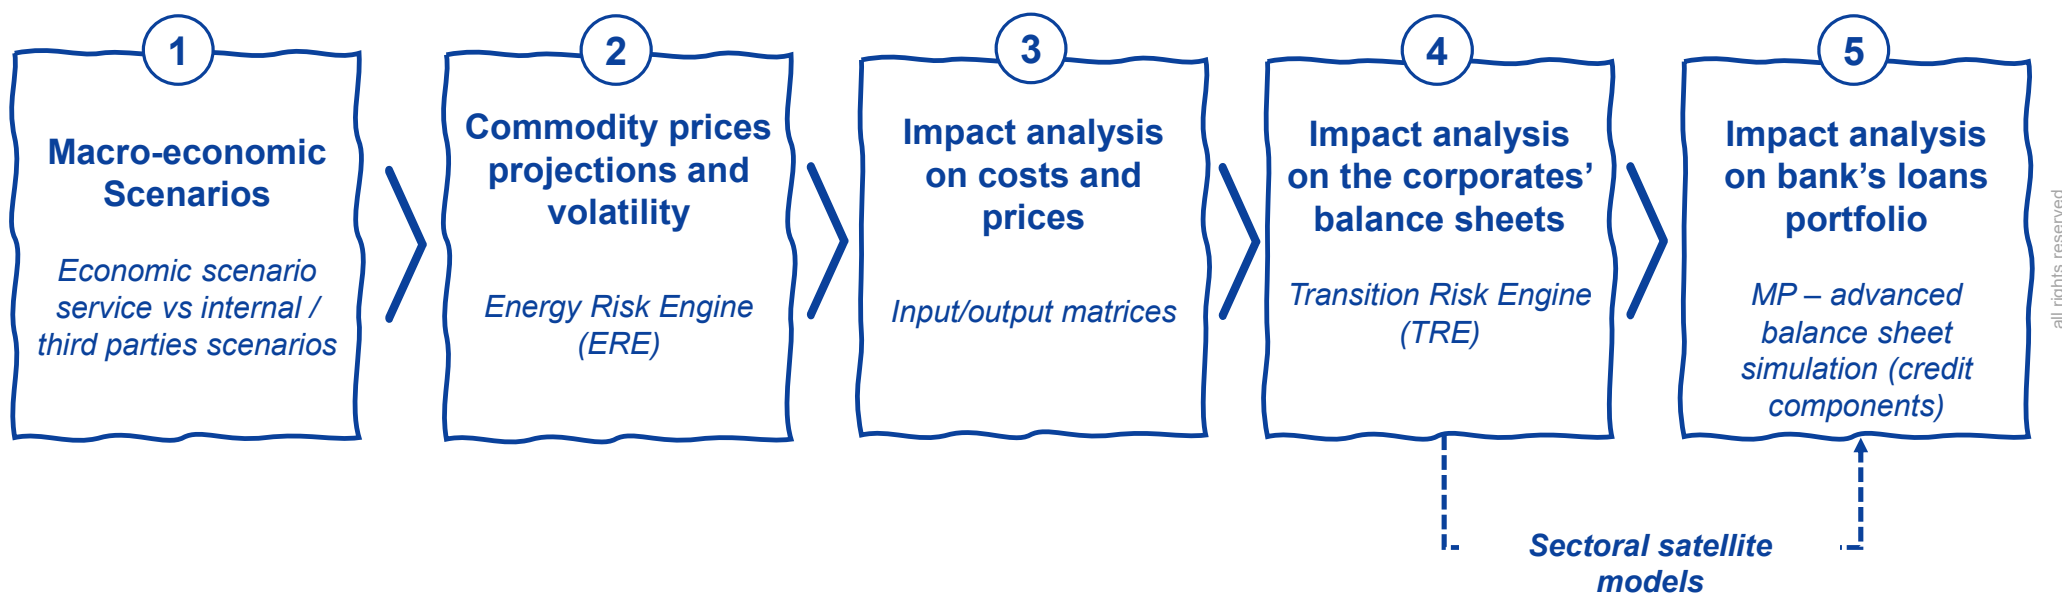 1
Macro-economic
Scenarios
Economic scenario
service vs internal /
third parties scenarios
2
Commodity prices
projections and
volatility
Energy Risk Engine
(ERE)
3
Impact analysis
on costs and
prices
Input/output matrices
4
Impact analysis
on the corporates’
balance sheets
Transition Risk Engine
(TRE)
5
Impact analysis
on bank’s loans
portfolio
MP – advanced
balance sheet
simulation (credit
components)
Sectoral satellite
models
all rights reserved